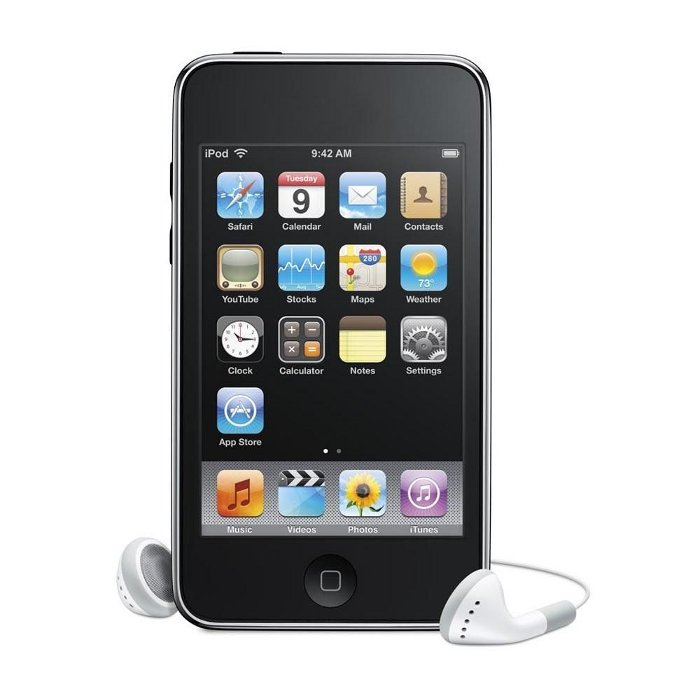 iPod 9:42 AM
Tuesday
9
280
73°
Safari Calendar Mail Contacts
YouTube Stocks Maps Weather
Clock Calculator Notes Settings
App Store
Music Videos Photos iTunes